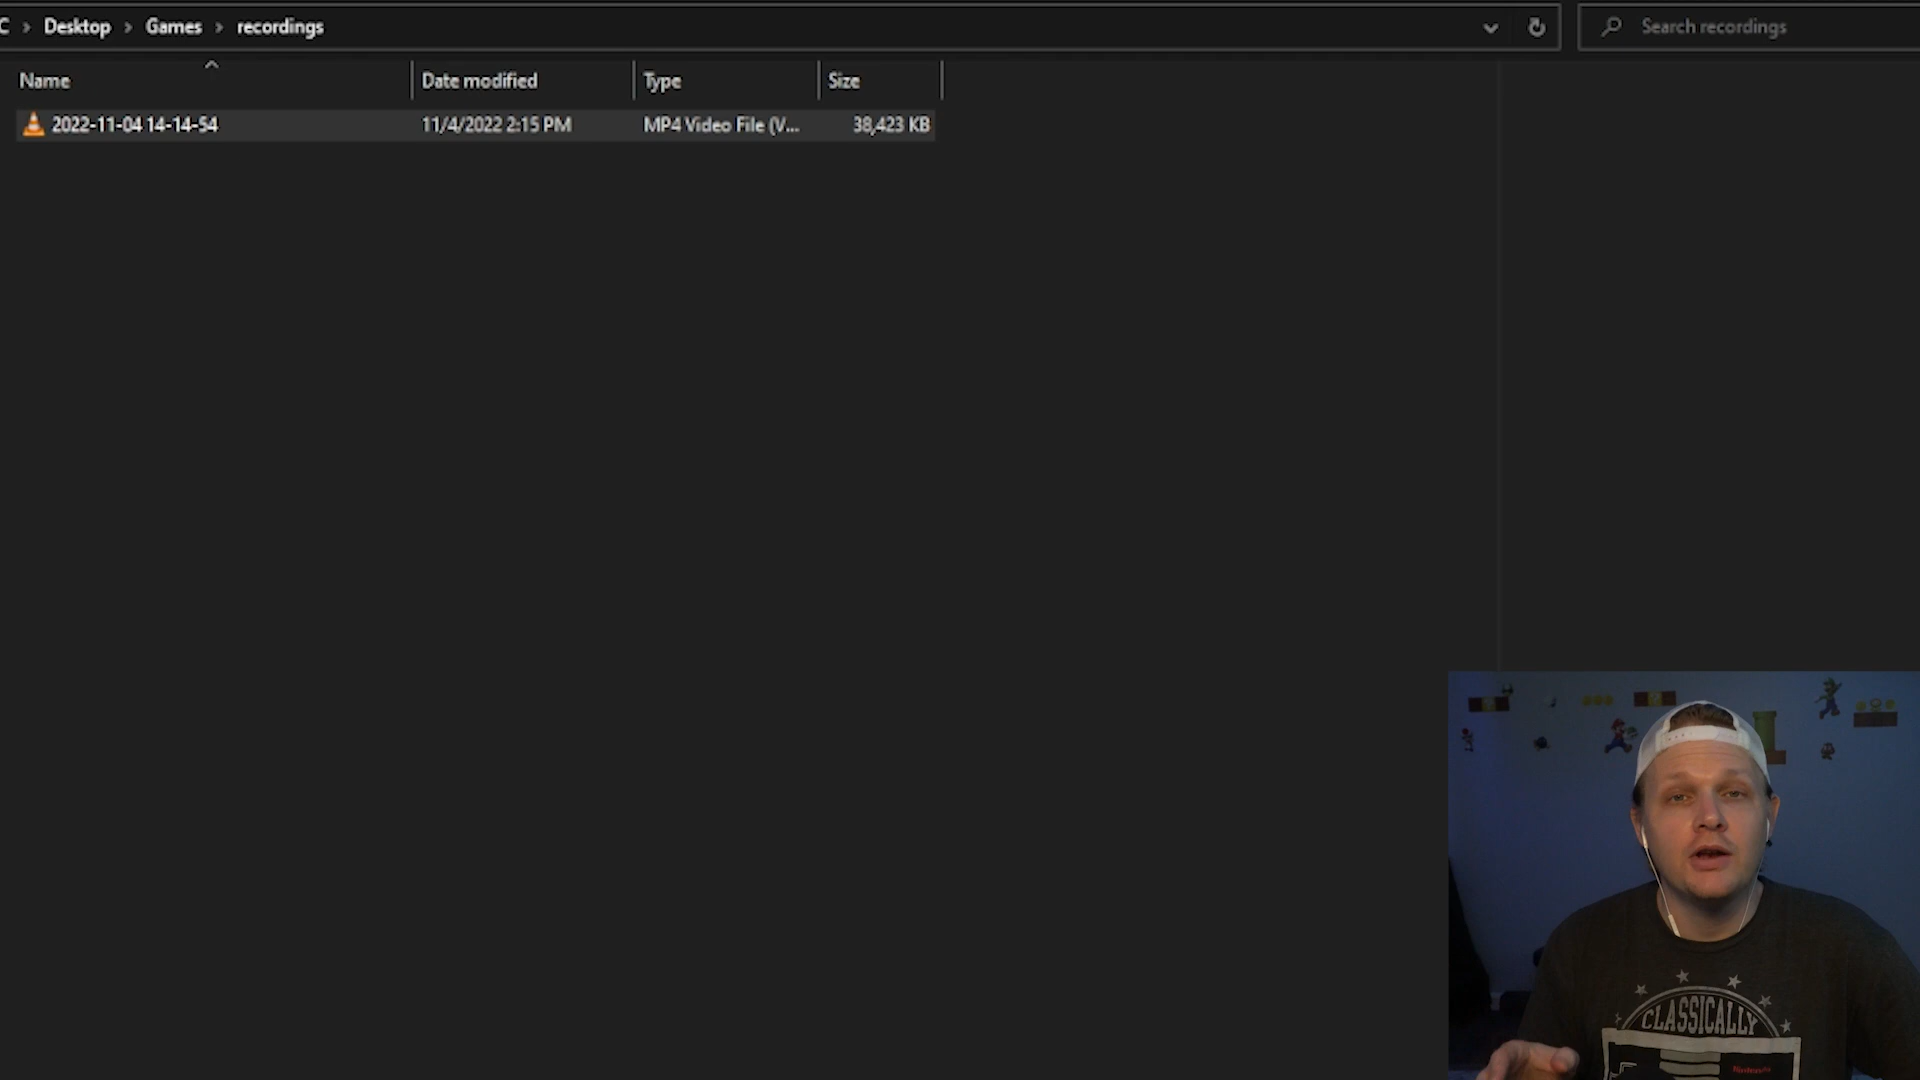 C > Desktop > Games > recordings
Search recordings
Name Date modified Type Size
2022-11-04 14-14-54 11/4/2022 2:15 PM MP4 Video File (V... 38,423 KB
CLASSICALLY
Nintendo